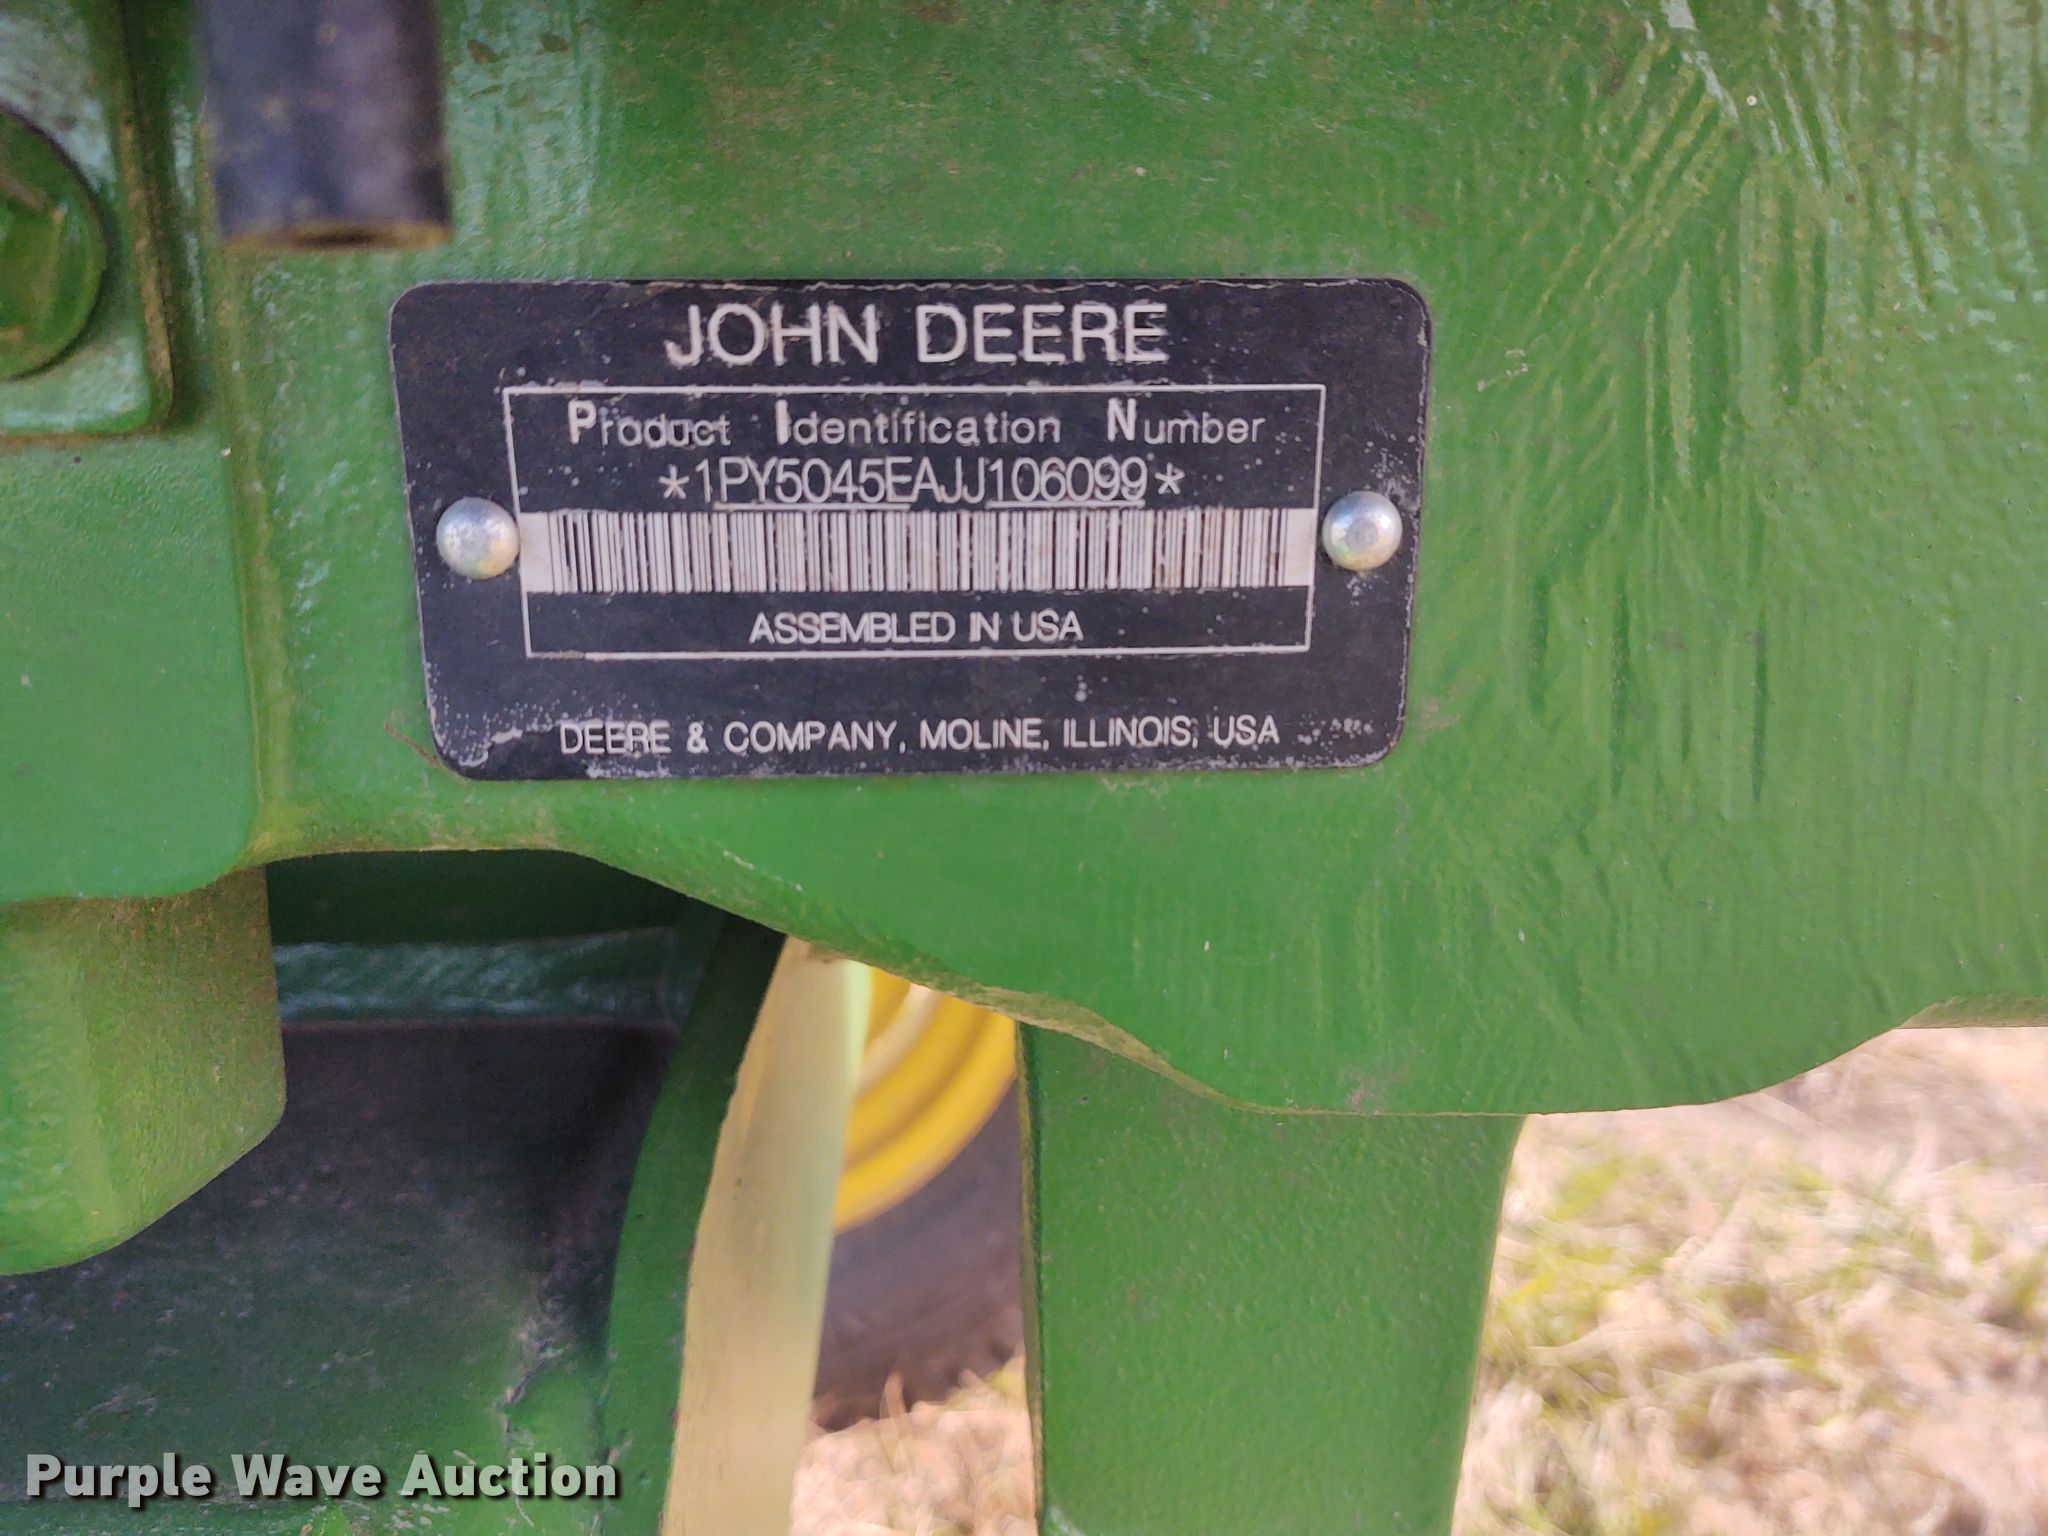 JOHN DEERE
Product Identification Number
*1PY5045EAJJ106099*
ASSEMBLED IN USA
DEERE & COMPANY, MOLINE, ILLINOIS, USA
Purple Wave Auction